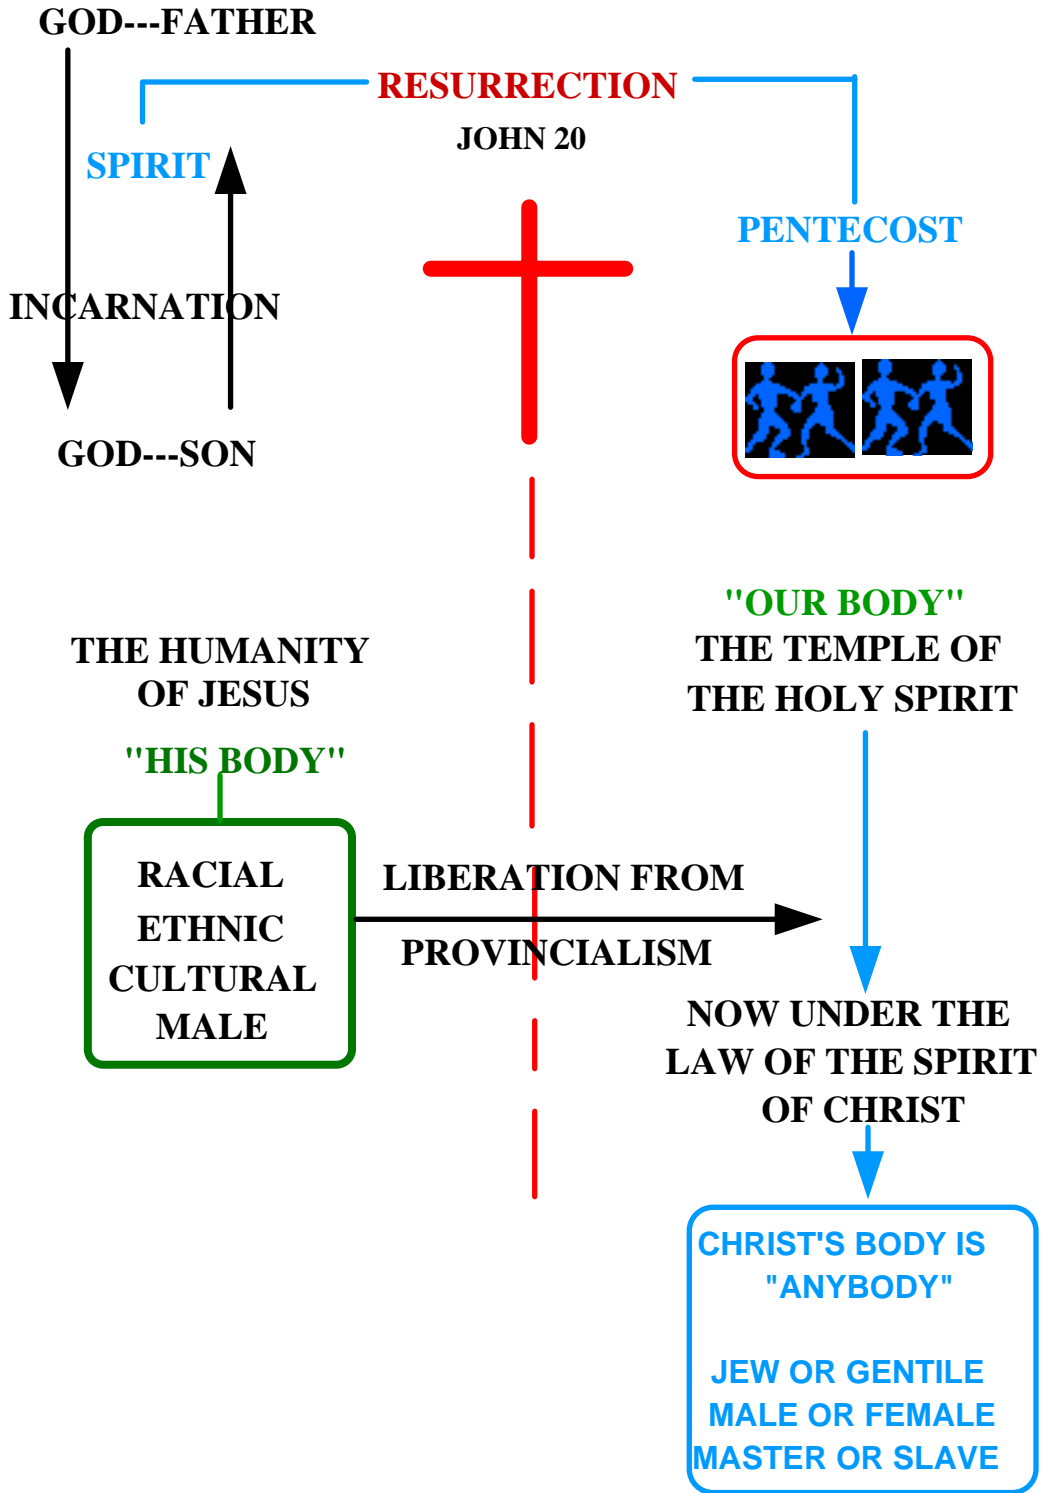 GOD---FATHER
RESURRECTION
JOHN 20
SPIRIT
PENTECOST
INCARNATION
GOD---SON
"OUR BODY"
THE TEMPLE OF
THE HOLY SPIRIT
THE HUMANITY
OF JESUS
"HIS BODY"
RACIAL
ETHNIC
CULTURAL
MALE
LIBERATION FROM
PROVINCIALISM
NOW UNDER THE
LAW OF THE SPIRIT
OF CHRIST
CHRIST'S BODY IS
"ANYBODY"
JEW OR GENTILE
MALE OR FEMALE
MASTER OR SLAVE